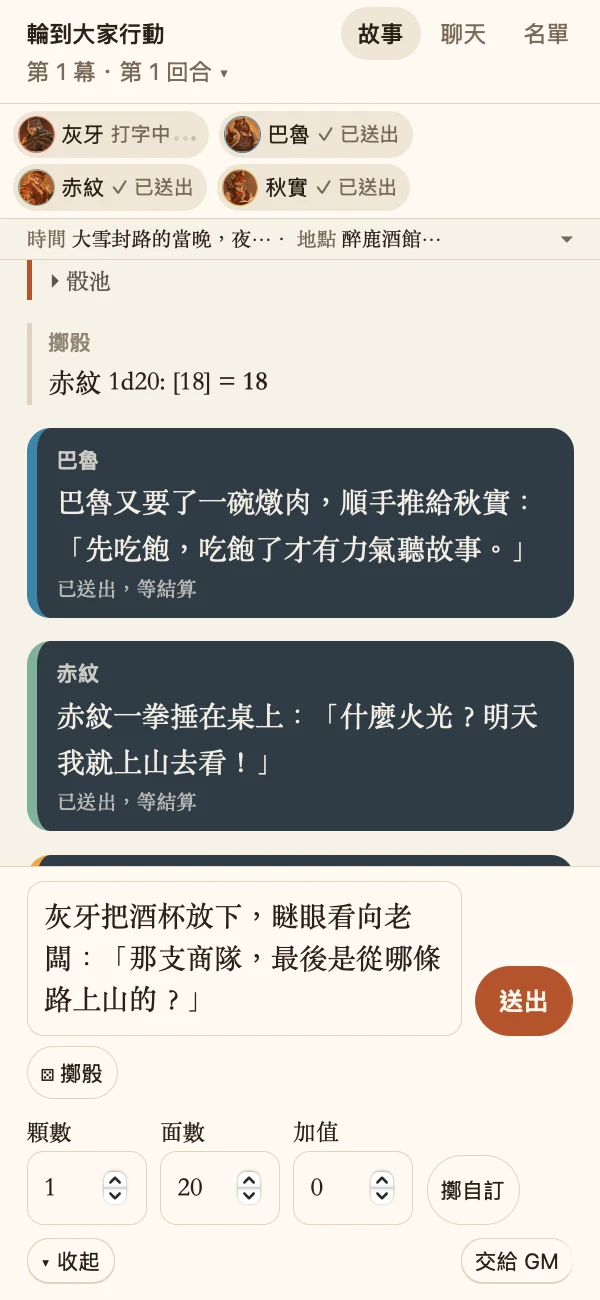 輪到大家行動
故事 聊天 名單
第 1 幕 · 第 1 回合 ▾
灰牙 打字中... 巴魯 ✓ 已送出
赤紋 ✓ 已送出 秋實 ✓ 已送出
時間 大雪封路的當晚，夜… · 地點 醉鹿酒館…
骰池
擲骰
赤紋 1d20: [18] = 18
巴魯
巴魯又要了一碗燉肉，順手推給秋實：
「先吃飽，吃飽了才有力氣聽故事。」
已送出，等結算
赤紋
赤紋一拳捶在桌上：「什麼火光？明天
我就上山去看！」
已送出，等結算
灰牙把酒杯放下，瞇眼看向老
闆：「那支商隊，最後是從哪條
路上山的？」
送出
⚄ 擲骰
顆數 面數 加值
1 20 0 擲自訂
▾ 收起 交給 GM